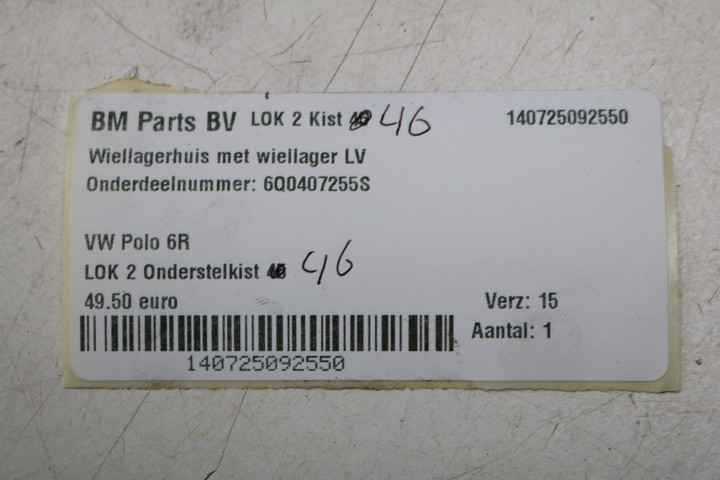 BM Parts BV LOK 2 Kist 46 140725092550
Wiellagerhuis met wiellager LV
Onderdeelnummer: 6Q0407255S
VW Polo 6R
LOK 2 Onderstelkist 46
49.50 euro Verz: 15
Aantal: 1
140725092550